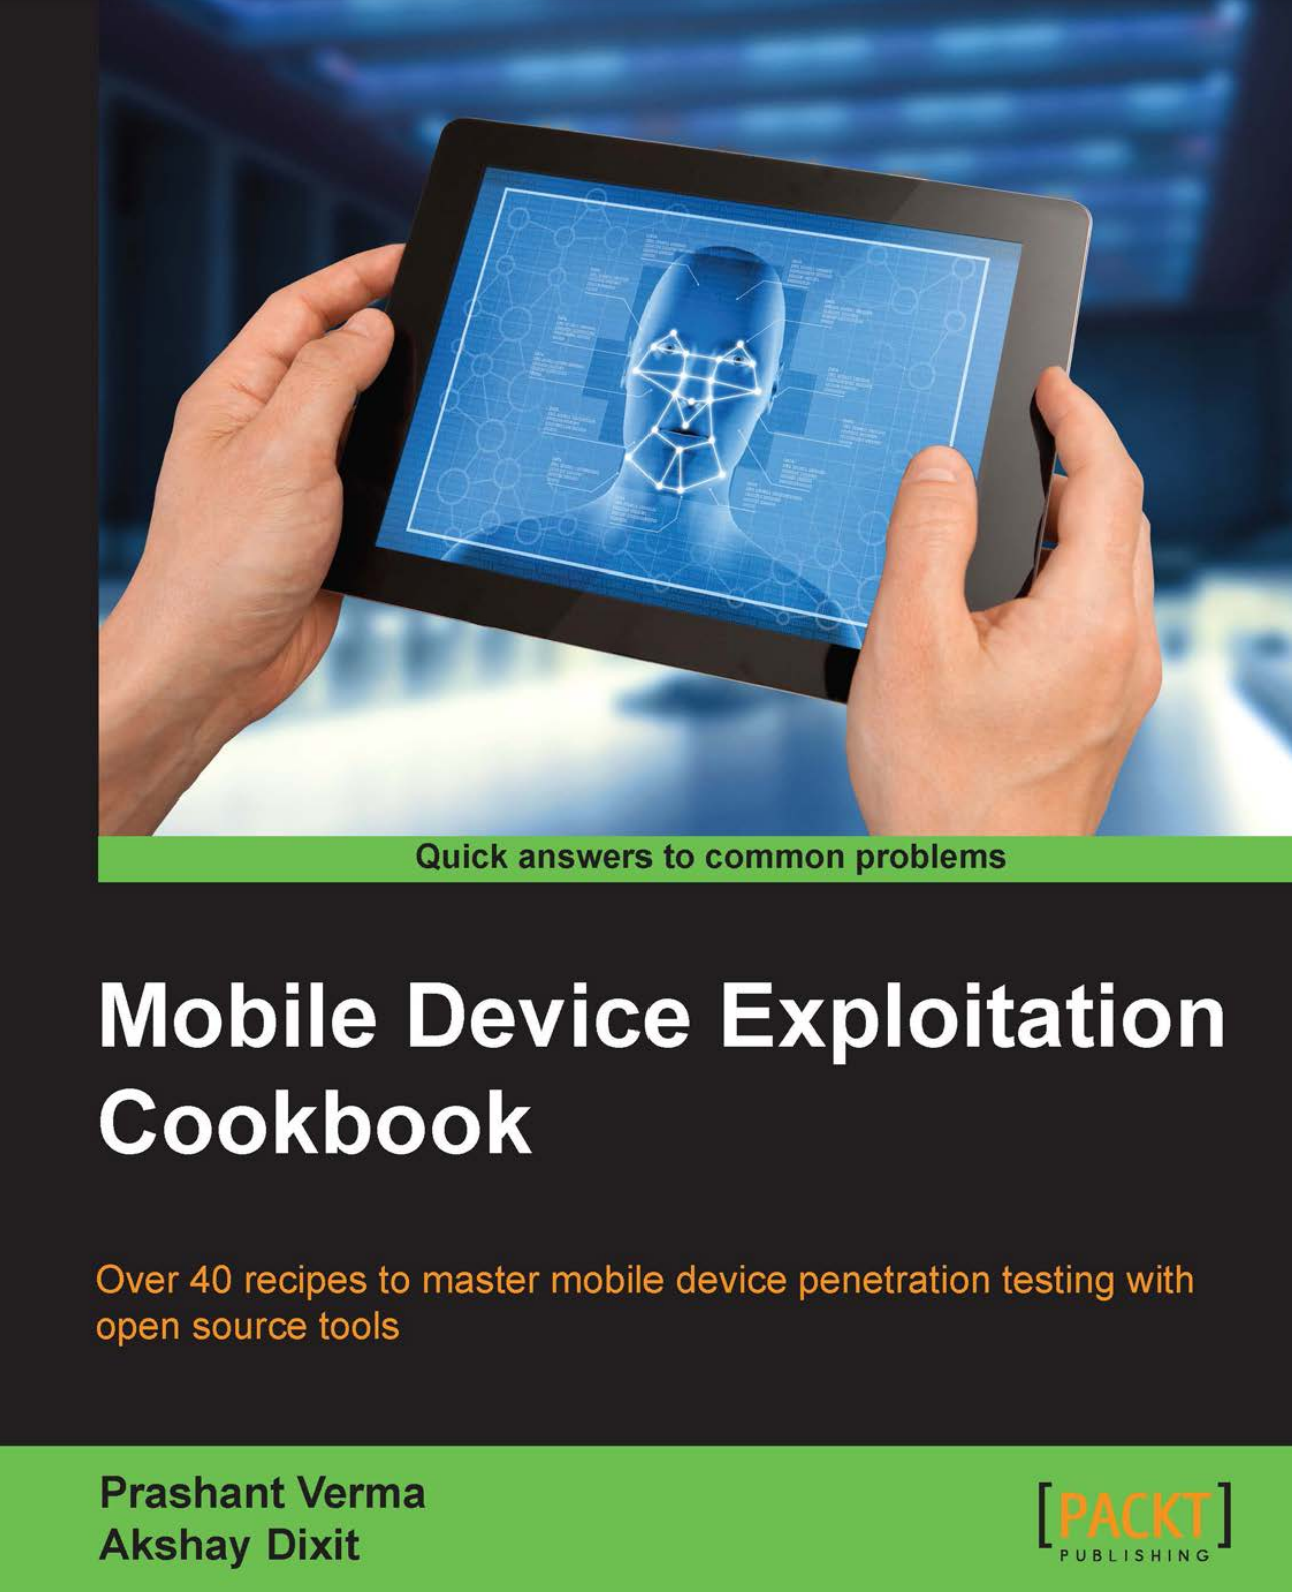 Quick answers to common problems
Mobile Device Exploitation
Cookbook
Over 40 recipes to master mobile device penetration testing with
open source tools
Prashant Verma
Akshay Dixit
[PACKT]
PUBLISHING